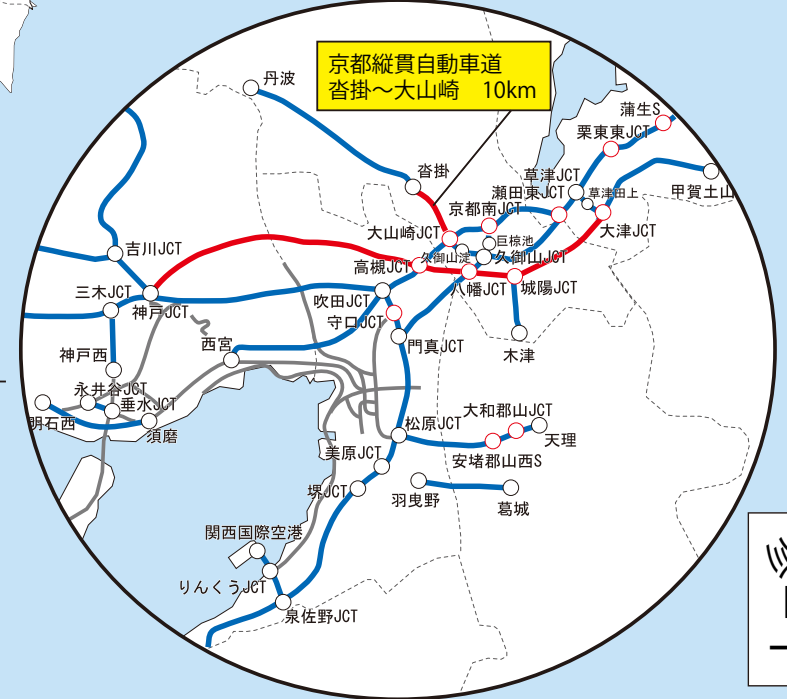 京都縦貫自動車道
沓掛～大山崎　10km
丹波
蒲生S
栗東東JCT
沓掛
草津JCT
瀬田東JCT
草津田上
甲賀土山
京都南JCT
大津JCT
大山崎JCT
巨椋池
吉川JCT
久御山淀
久御山JCT
高槻JCT
八幡JCT
城陽JCT
三木JCT
神戸JCT
吹田JCT
守口JCT
西宮
門真JCT
木津
神戸西
永井谷JCT
垂水JCT
明石西
須磨
大和郡山JCT
松原JCT
天理
美原JCT
安堵郡山西S
堺JCT
羽曳野
葛城
関西国際空港
りんくうJCT
泉佐野JCT